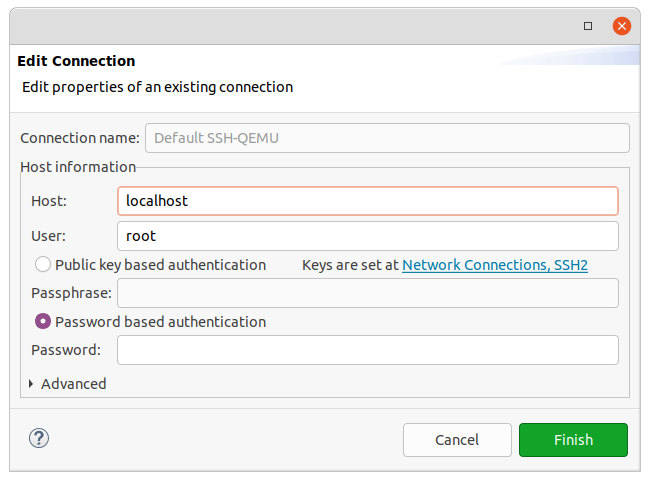 Edit Connection
Edit properties of an existing connection
Connection name: Default SSH-QEMU
Host information
Host: localhost
User: root
Public key based authentication Keys are set at Network Connections, SSH2
Passphrase:
Password based authentication
Password:
Advanced
? Cancel Finish